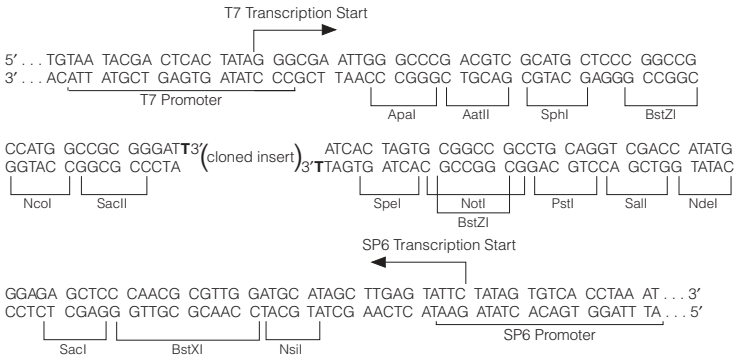 T7 Transcription Start
5′ . . . TGTAA TACGA CTCAC TATAG GGCGA ATTGG GCCCG ACGTC GCATG CTCCC GGCCG
3′ . . . ACATT ATGCT GAGTG ATATC CCGCT TAACC CGGGC TGCAG CGTAC GAGGG CCGGC
T7 Promoter
ApaI AatII SphI BstZI
CCATG GCCGC GGGATT3′ (cloned insert) ATCAC TAGTG CGGCC GCCTG CAGGT CGACC ATATG
GGTAC CGGCG CCCTA 3′TTAGTG ATCAC GCCGG CGGAC GTCCA GCTGG TATAC
NcoI SacII SpeI NotI PstI SalI NdeI
BstZI
SP6 Transcription Start
GGAGA GCTCC CAACG CGTTG GATGC ATAGC TTGAG TATTC TATAG TGTCA CCTAA AT . . . 3′
CCTCT CGAGG GTTGC GCAAC CTACG TATCG AACTC ATAAG ATATC ACAGT GGATT TA . . . 5′
SP6 Promoter
SacI BstXI NsiI